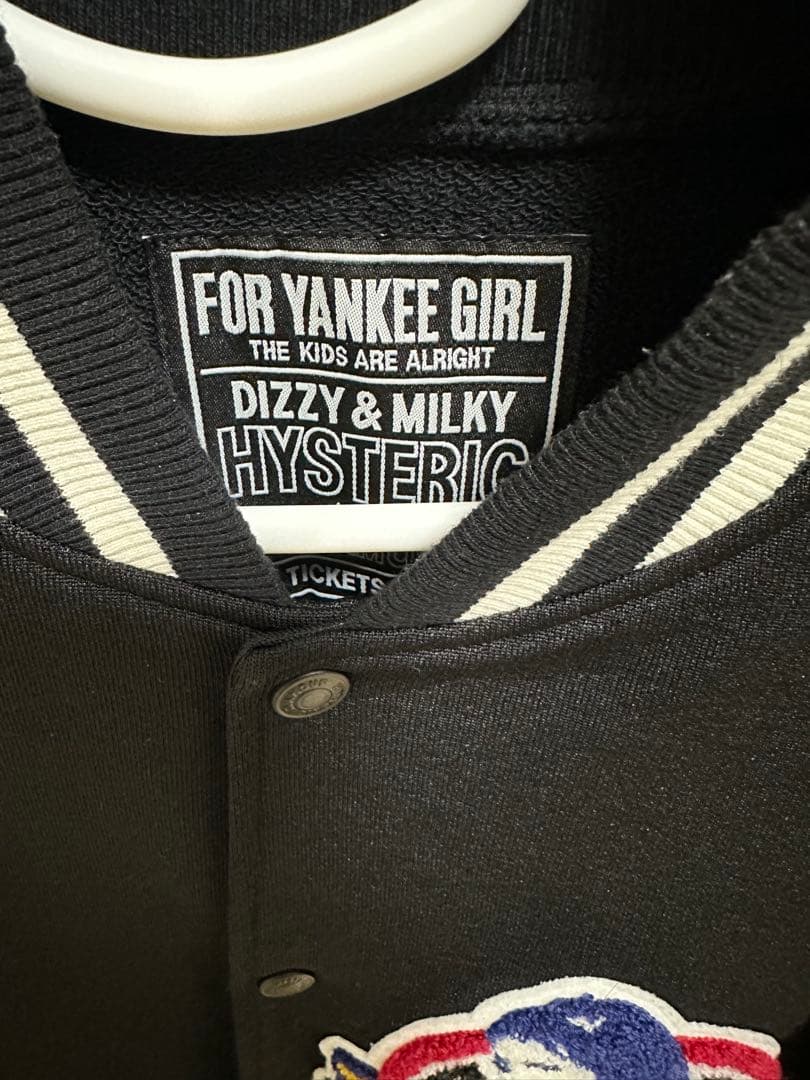 FOR YANKEE GIRL
THE KIDS ARE ALRIGHT
DIZZY & MILKY
HYSTERIC
TICKETS